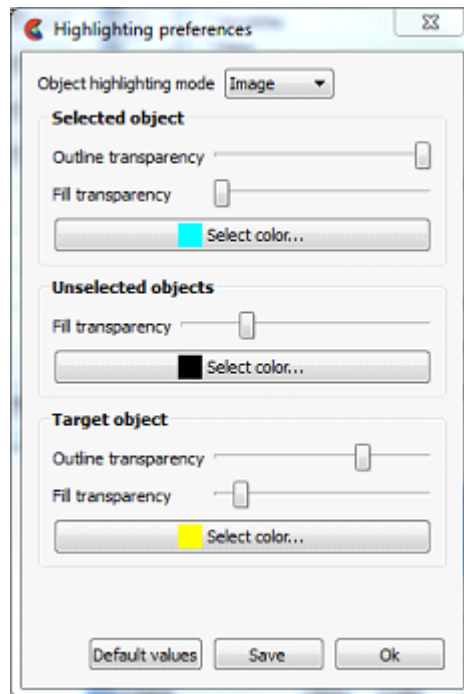 Highlighting preferences
Object highlighting mode Image
Selected object
Outline transparency
Fill transparency
Select color...
Unselected objects
Fill transparency
Select color...
Target object
Outline transparency
Fill transparency
Select color...
Default values Save Ok